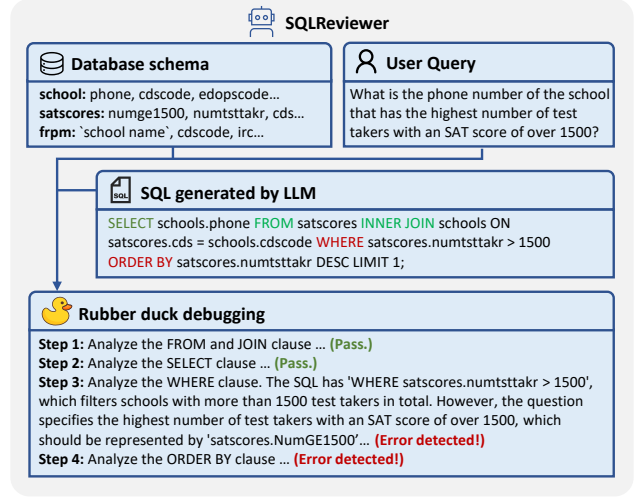 SQLReviewer
Database schema
school: phone, cdscode, edopscode…
satscores: numge1500, numtsttakr, cds…
frpm: `school name`, cdscode, irc…
User Query
What is the phone number of the school
that has the highest number of test
takers with an SAT score of over 1500?
SQL
SQL generated by LLM
SELECT schools.phone FROM satscores INNER JOIN schools ON
satscores.cds = schools.cdscode WHERE satscores.numtsttakr > 1500
ORDER BY satscores.numtsttakr DESC LIMIT 1;
Rubber duck debugging
Step 1: Analyze the FROM and JOIN clause … (Pass.)
Step 2: Analyze the SELECT clause … (Pass.)
Step 3: Analyze the WHERE clause. The SQL has 'WHERE satscores.numtsttakr > 1500',
which filters schools with more than 1500 test takers in total. However, the question
specifies the highest number of test takers with an SAT score of over 1500, which
should be represented by 'satscores.NumGE1500'… (Error detected!)
Step 4: Analyze the ORDER BY clause … (Error detected!)